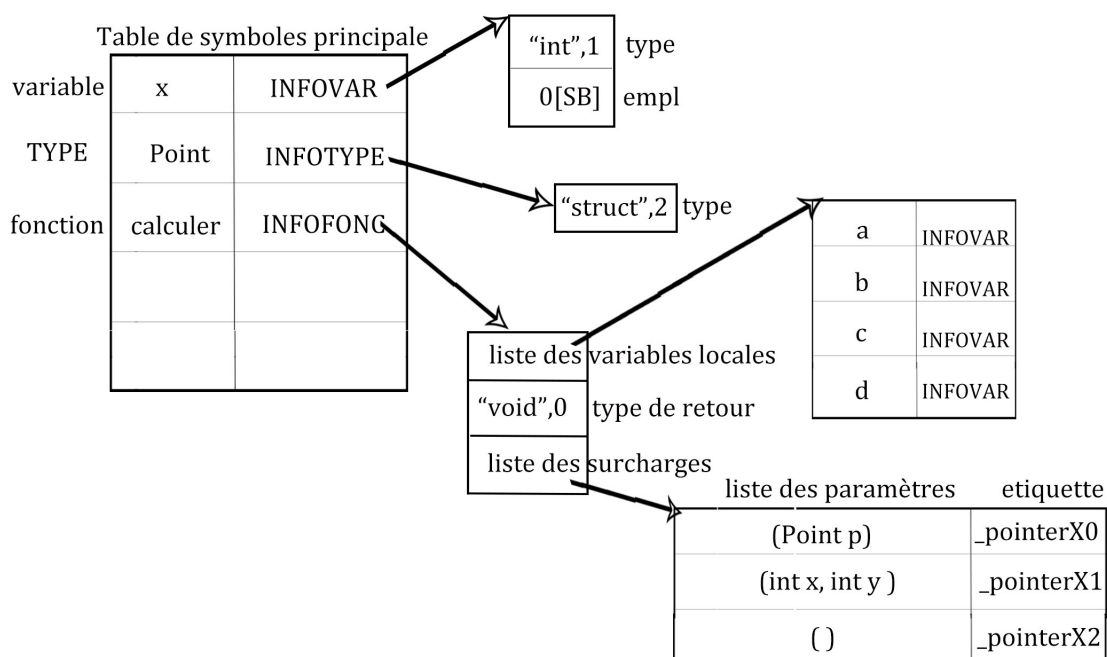 Table de symboles principale
variable x INFOVAR
TYPE Point INFOTYPE
fonction calculer INFOFONC
“int”,1 type
0[SB] empl
“struct”,2 type
a INFOVAR
b INFOVAR
c INFOVAR
d INFOVAR
liste des variables locales
“void”,0 type de retour
liste des surcharges
liste des paramètres etiquette
(Point p) _pointerX0
(int x, int y ) _pointerX1
( ) _pointerX2